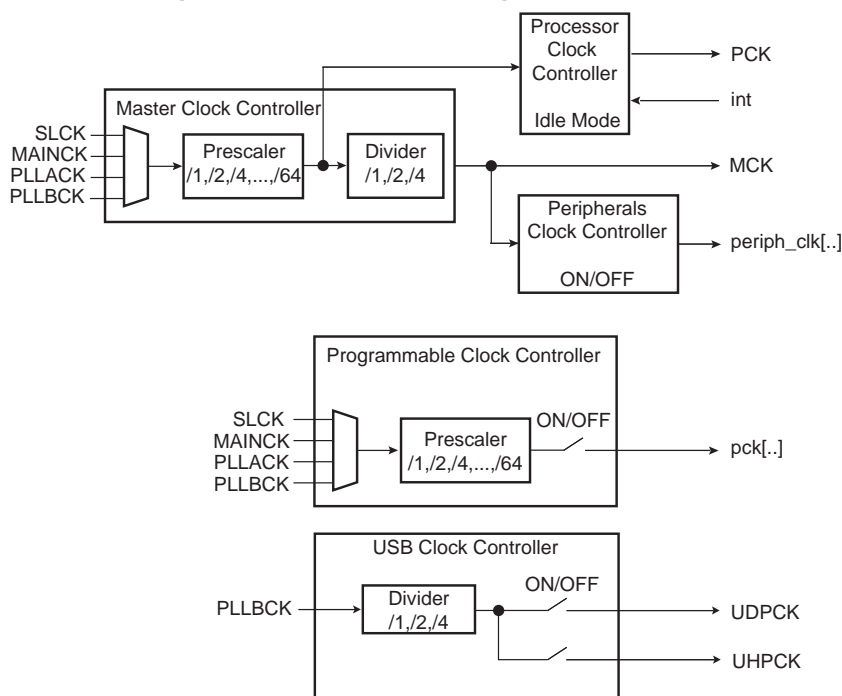 Processor
Clock
Controller
Idle Mode
PCK
int
Master Clock Controller
SLCK
MAINCK
PLLACK
PLLBCK
Prescaler
/1,/2,/4,...,/64
Divider
/1,/2,/4
MCK
Peripherals
Clock Controller
ON/OFF
periph_clk[..]
Programmable Clock Controller
SLCK
MAINCK
PLLACK
PLLBCK
Prescaler
/1,/2,/4,...,/64
ON/OFF
pck[..]
USB Clock Controller
PLLBCK
Divider
/1,/2,/4
ON/OFF
UDPCK
UHPCK